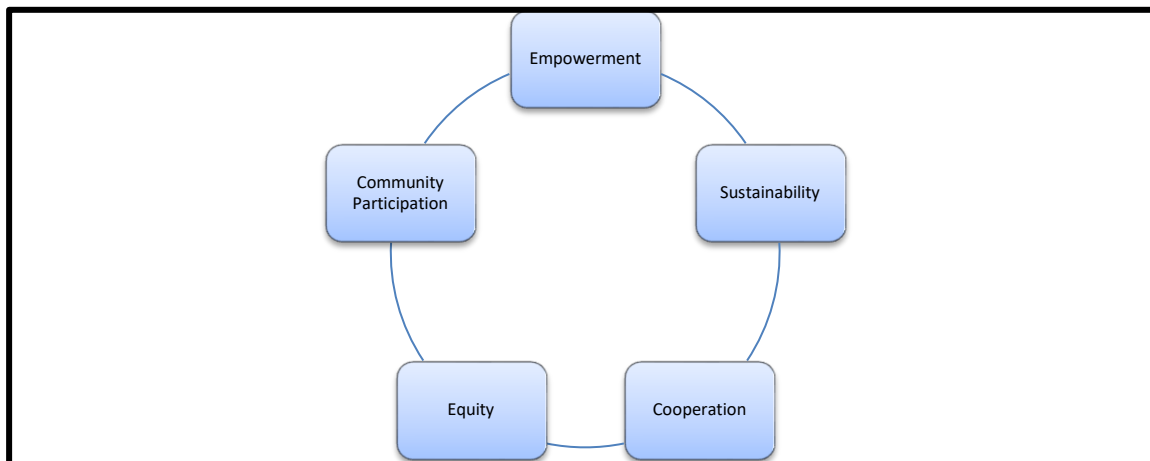 Empowerment
Sustainability
Cooperation
Equity
Community
Participation